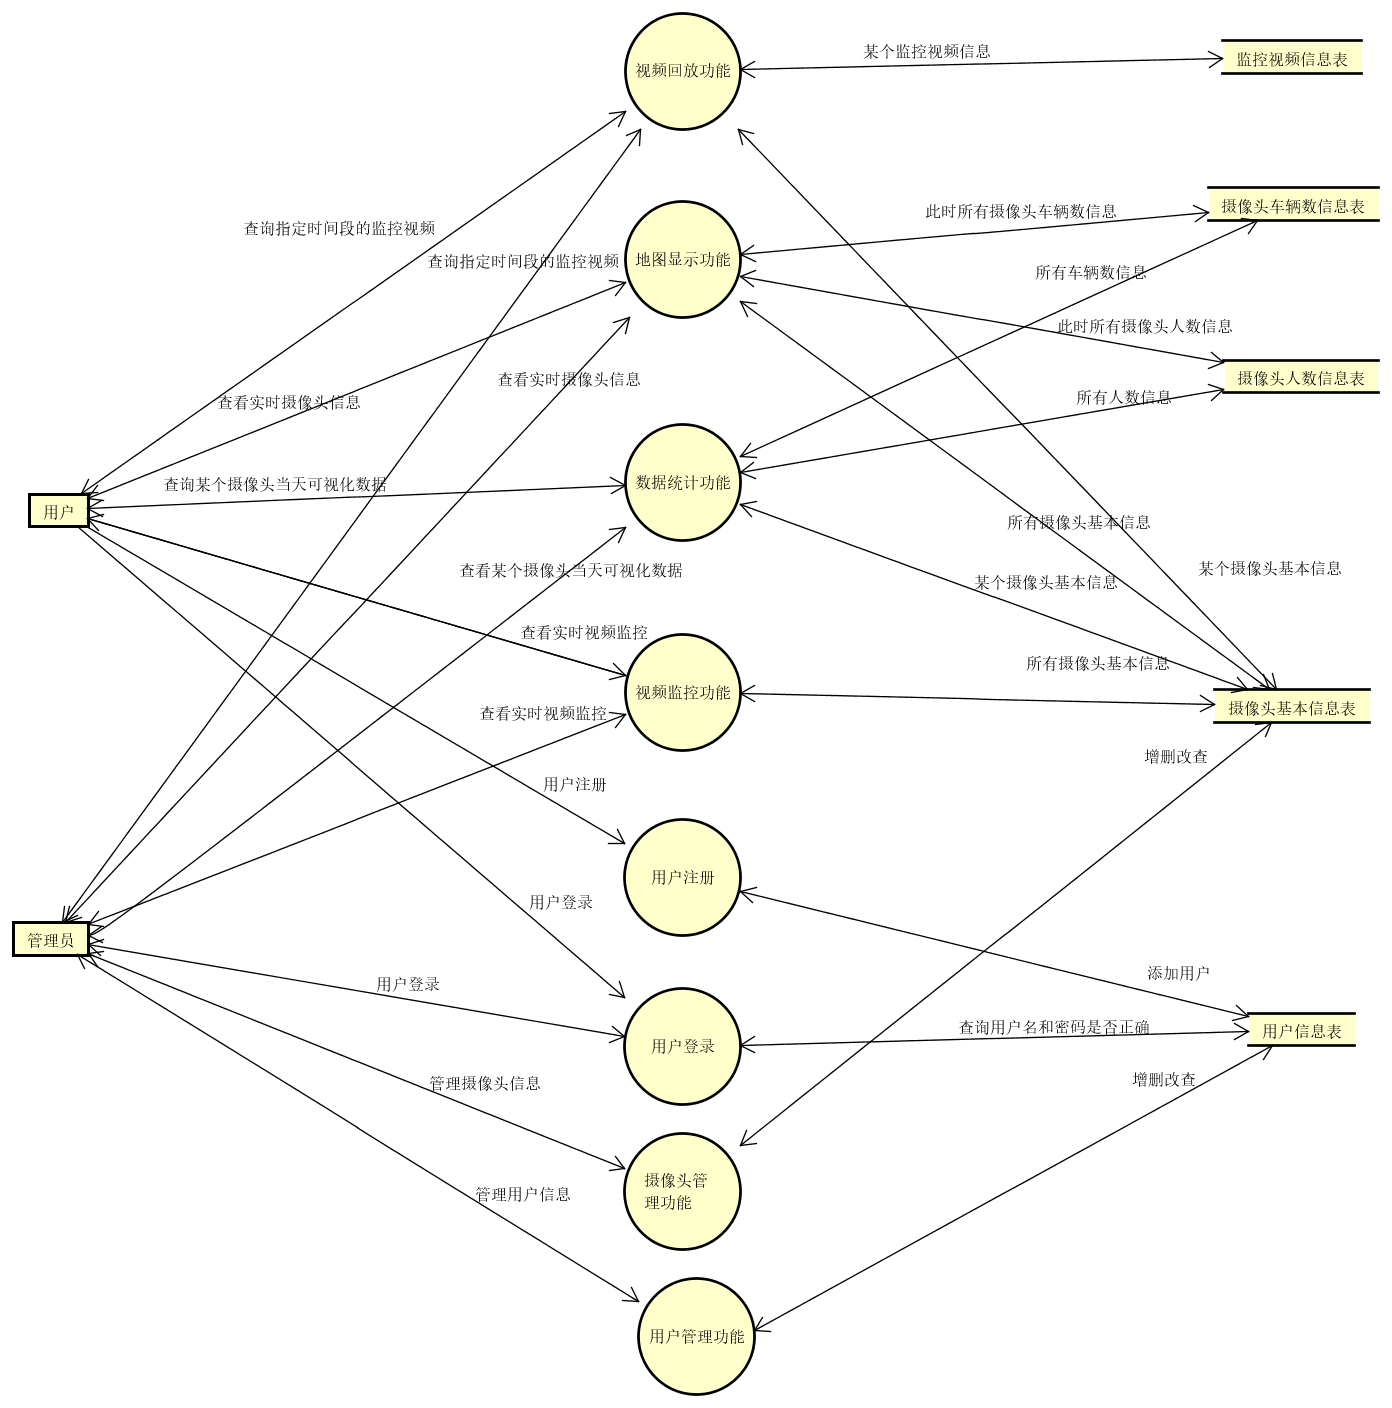 视频回放功能
某个监控视频信息
监控视频信息表
查询指定时间段的监控视频
查询指定时间段的监控视频
地图显示功能
此时所有摄像头车辆数信息
摄像头车辆数信息表
所有车辆数信息
此时所有摄像头人数信息
查看实时摄像头信息
查看实时摄像头信息
摄像头人数信息表
所有人数信息
查询某个摄像头当天可视化数据
数据统计功能
用户
所有摄像头基本信息
查看某个摄像头当天可视化数据
某个摄像头基本信息
某个摄像头基本信息
查看实时视频监控
所有摄像头基本信息
视频监控功能
查看实时视频监控
摄像头基本信息表
增删改查
用户注册
用户注册
用户登录
管理员
用户登录
添加用户
查询用户名和密码是否正确
用户信息表
用户登录
管理摄像头信息
增删改查
摄像头管
理功能
管理用户信息
用户管理功能